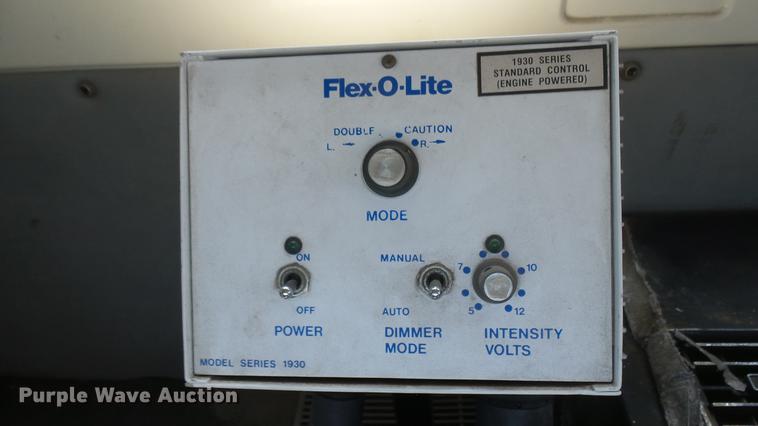 1930 SERIES
STANDARD CONTROL
(ENGINE POWERED)
Flex-O-Lite
DOUBLE CAUTION
L. R.
MODE
ON
OFF
POWER
MANUAL
AUTO
DIMMER
MODE
7 10
5 12
INTENSITY
VOLTS
MODEL SERIES 1930
Purple Wave Auction